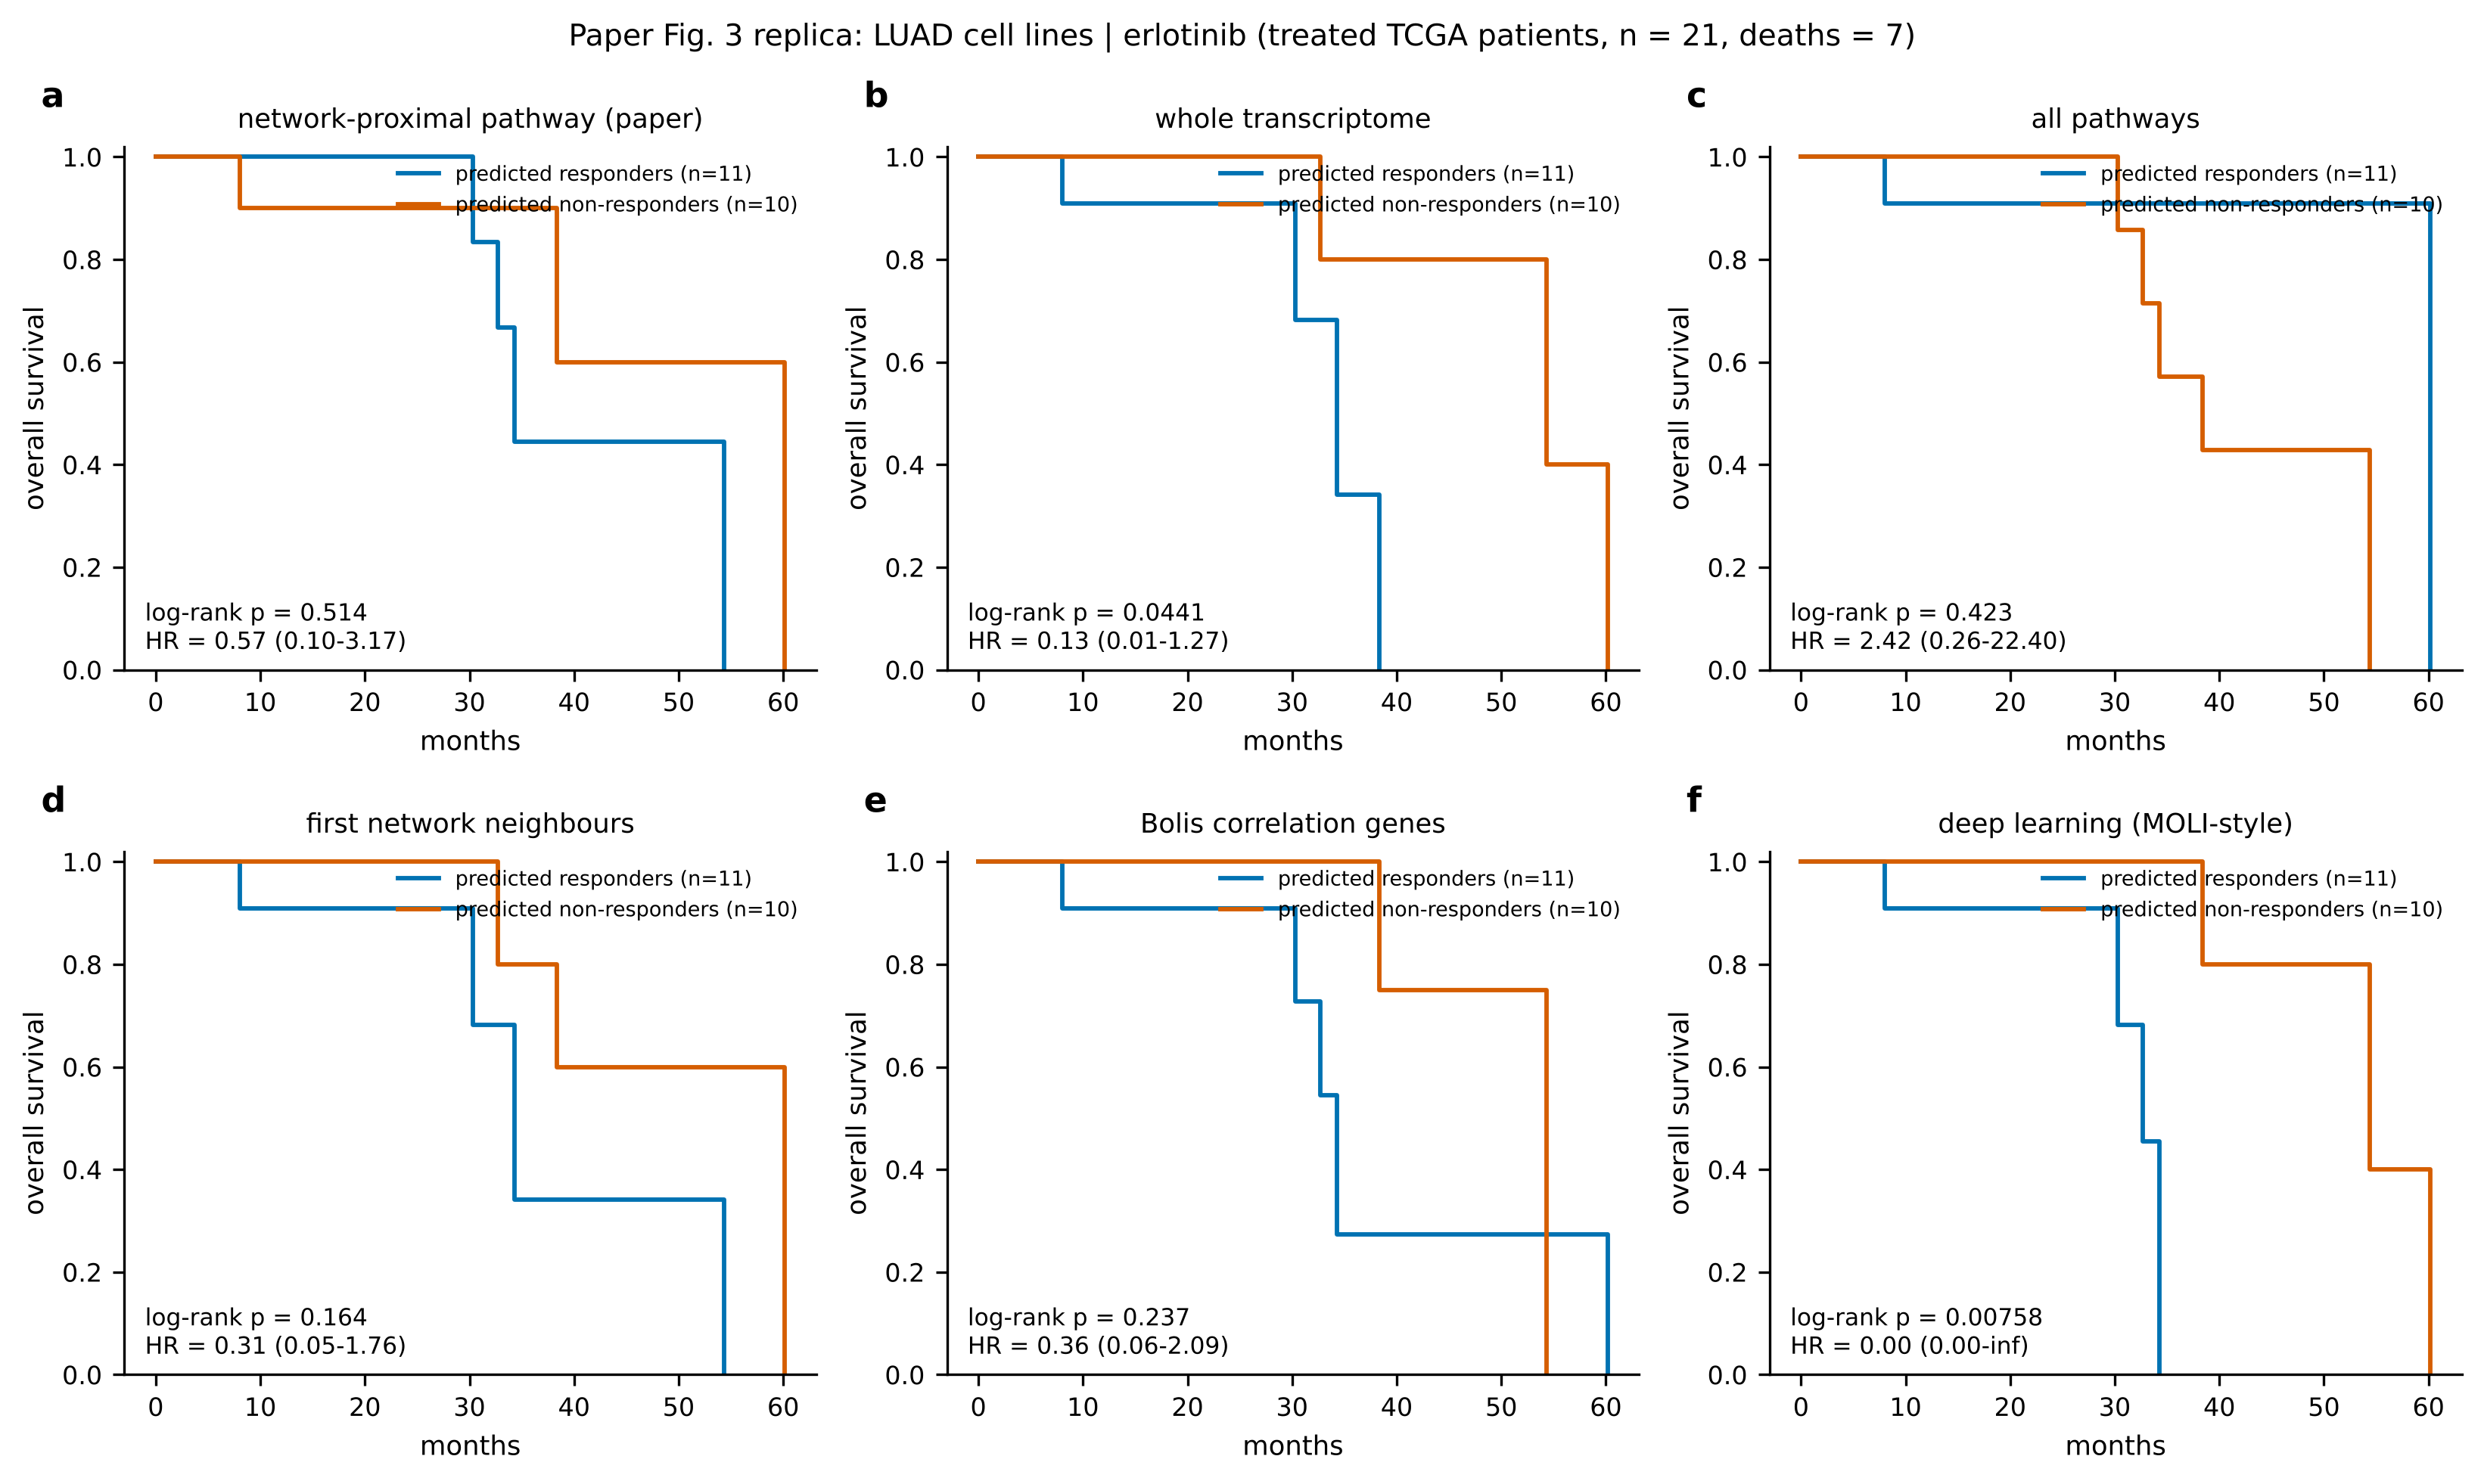 Paper Fig. 3 replica: LUAD cell lines | erlotinib (treated TCGA patients, n = 21, deaths = 7)
a
network-proximal pathway (paper)
predicted responders (n=11)
predicted non-responders (n=10)
overall survival
1.0
0.8
0.6
0.4
0.2
0.0
log-rank p = 0.514
HR = 0.57 (0.10-3.17)
0 10 20 30 40 50 60
months
b
whole transcriptome
predicted responders (n=11)
predicted non-responders (n=10)
overall survival
1.0
0.8
0.6
0.4
0.2
0.0
log-rank p = 0.0441
HR = 0.13 (0.01-1.27)
0 10 20 30 40 50 60
months
c
all pathways
predicted responders (n=11)
predicted non-responders (n=10)
overall survival
1.0
0.8
0.6
0.4
0.2
0.0
log-rank p = 0.423
HR = 2.42 (0.26-22.40)
0 10 20 30 40 50 60
months
d
first network neighbours
predicted responders (n=11)
predicted non-responders (n=10)
overall survival
1.0
0.8
0.6
0.4
0.2
0.0
log-rank p = 0.164
HR = 0.31 (0.05-1.76)
0 10 20 30 40 50 60
months
e
Bolis correlation genes
predicted responders (n=11)
predicted non-responders (n=10)
overall survival
1.0
0.8
0.6
0.4
0.2
0.0
log-rank p = 0.237
HR = 0.36 (0.06-2.09)
0 10 20 30 40 50 60
months
f
deep learning (MOLI-style)
predicted responders (n=11)
predicted non-responders (n=10)
overall survival
1.0
0.8
0.6
0.4
0.2
0.0
log-rank p = 0.00758
HR = 0.00 (0.00-inf)
0 10 20 30 40 50 60
months